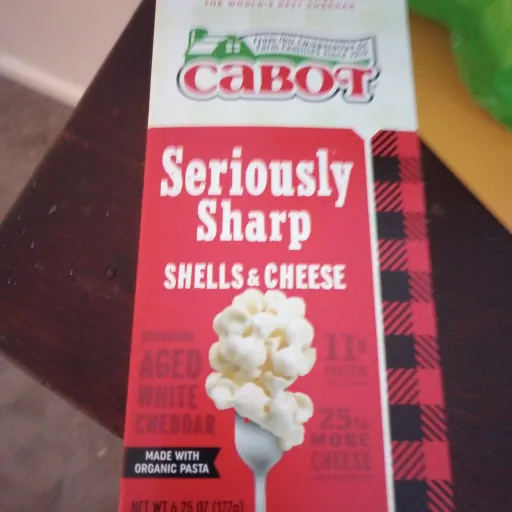 THE WORLD'S BEST CHEDDAR
CABOT
Seriously
Sharp
SHELLS & CHEESE
premium
AGED
WHITE
CHEDDAR
11g
PROTEIN
25%
MORE
CHEESE
MADE WITH
ORGANIC PASTA
NET WT 6.25 OZ (177g)